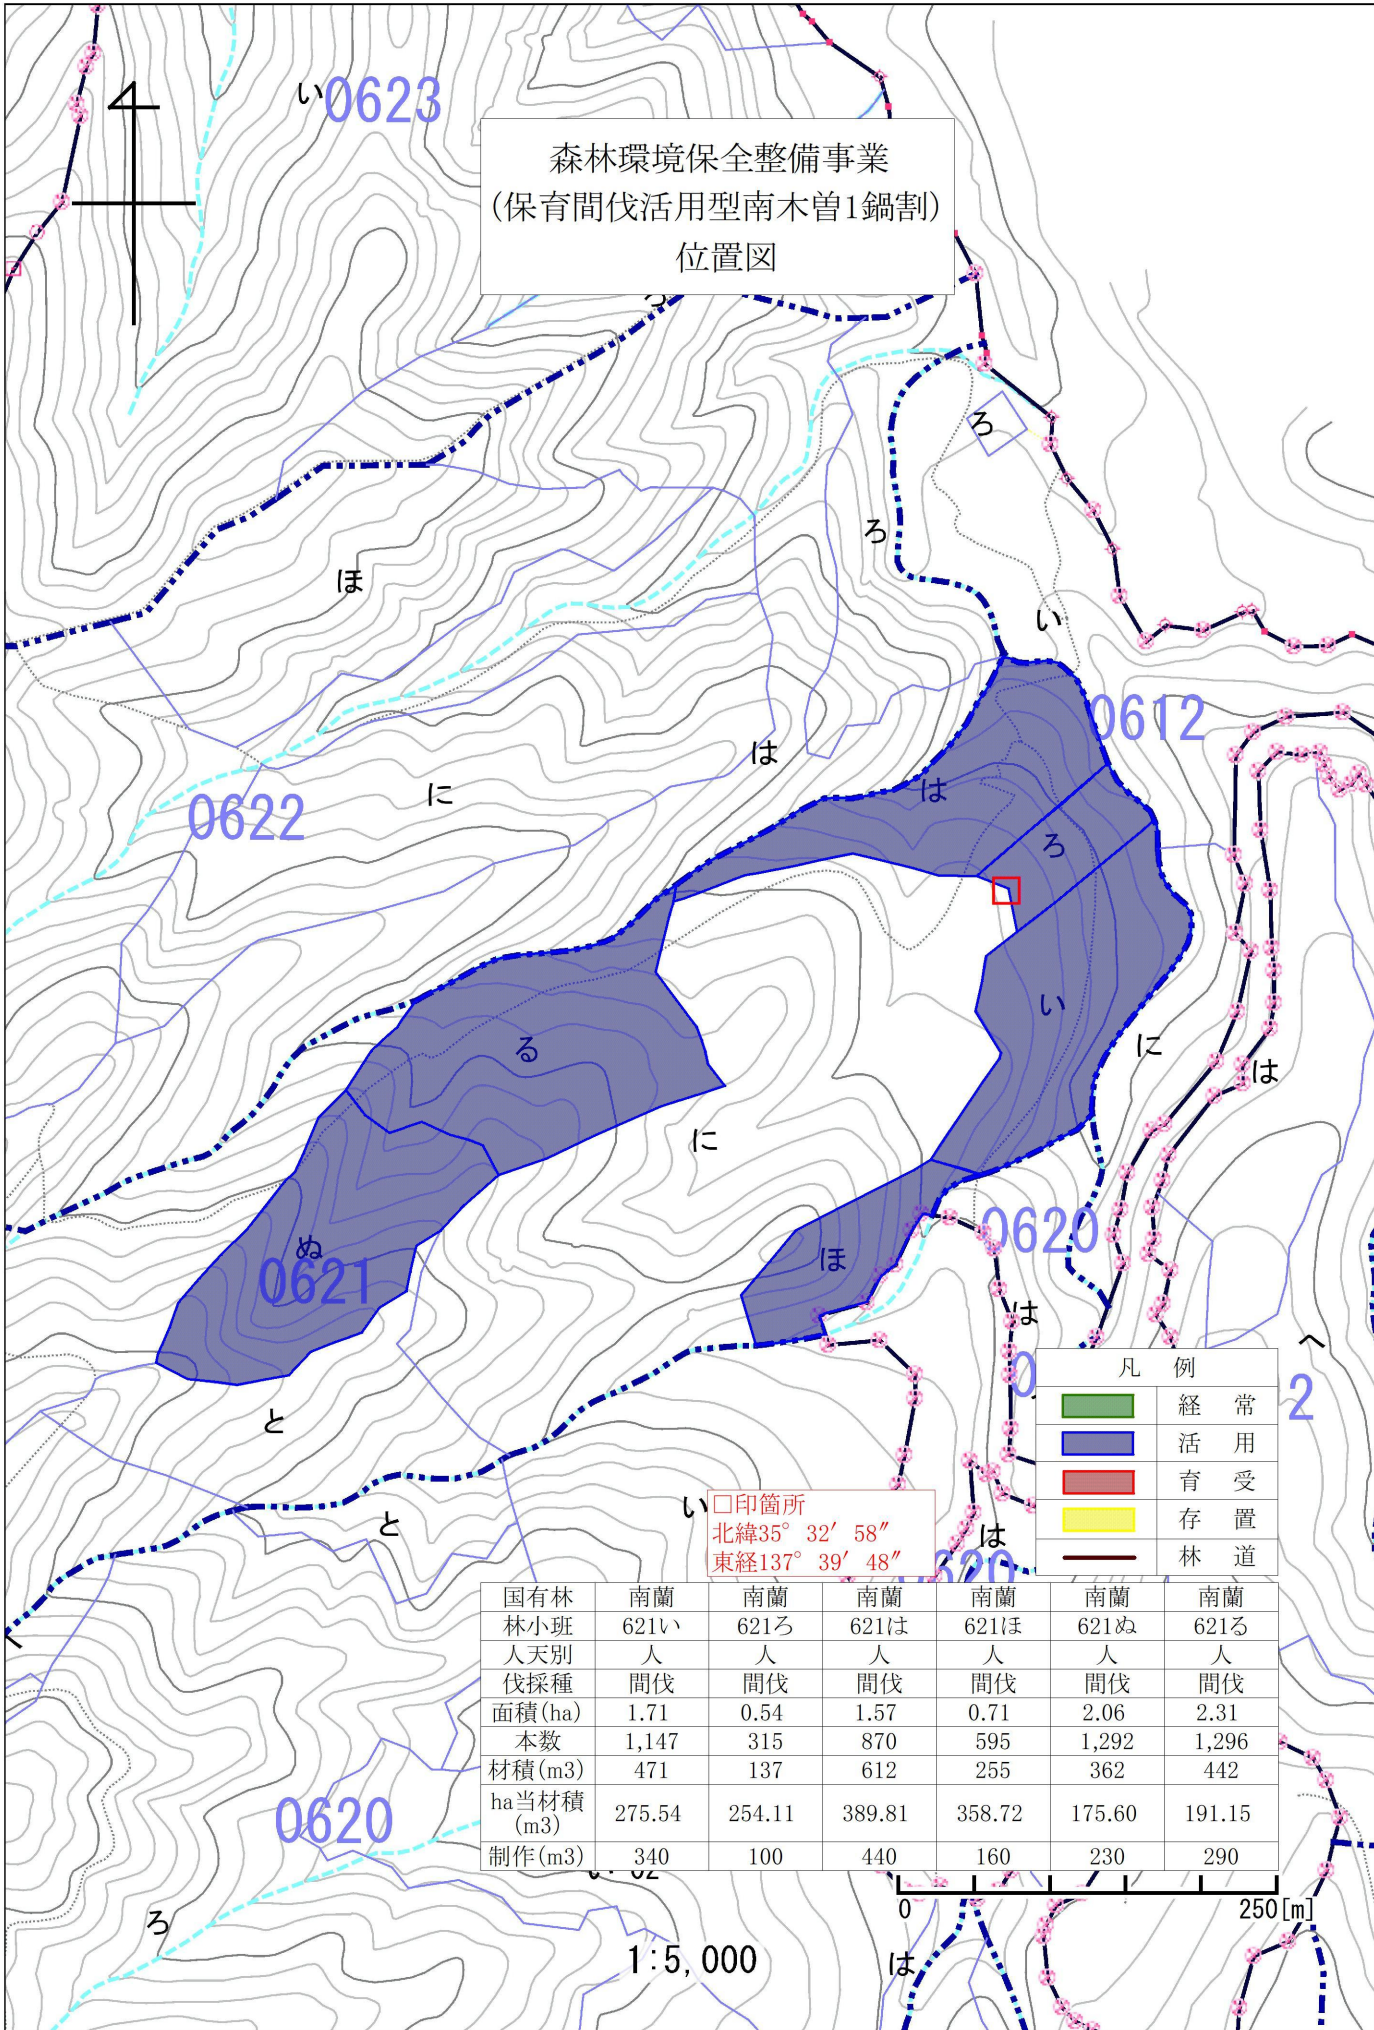 い
0623
森林環境保全整備事業
(保育間伐活用型南木曽1鍋割)
位置図
ろ
ろ
ほ
い
0612
は
は
に
0622
ろ
い
る
に
は
に
0620
ぬ
ほ
0621
は
へ
2
と
い
と
は
0620
凡 例
経 常
活 用
育 受
存 置
林 道
□印箇所
北緯35° 32′ 58″
東経137° 39′ 48″
国有林 南蘭 南蘭 南蘭 南蘭 南蘭 南蘭
林小班 621い 621ろ 621は 621ほ 621ぬ 621る
人天別 人 人 人 人 人 人
伐採種 間伐 間伐 間伐 間伐 間伐 間伐
面積(ha) 1.71 0.54 1.57 0.71 2.06 2.31
本数 1,147 315 870 595 1,292 1,296
材積(m3) 471 137 612 255 362 442
ha当材積(m3) 275.54 254.11 389.81 358.72 175.60 191.15
制作(m3) 340 100 440 160 230 290
0620
ろ
は
0 250[m]
1:5,000